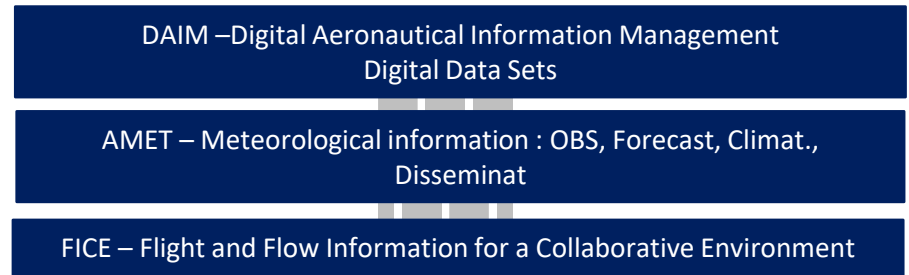 DAIM –Digital Aeronautical Information Management
Digital Data Sets
AMET – Meteorological information : OBS, Forecast, Climat.,
Disseminat
FICE – Flight and Flow Information for a Collaborative Environment